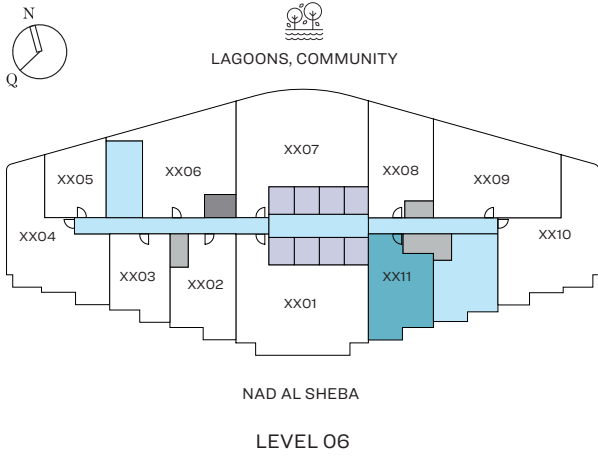 N
Q
LAGOONS, COMMUNITY
XX07
XX06
XX08
XX05
XX09
XX04
XX10
XX03
XX02
XX11
XX01
NAD AL SHEBA
LEVEL 06